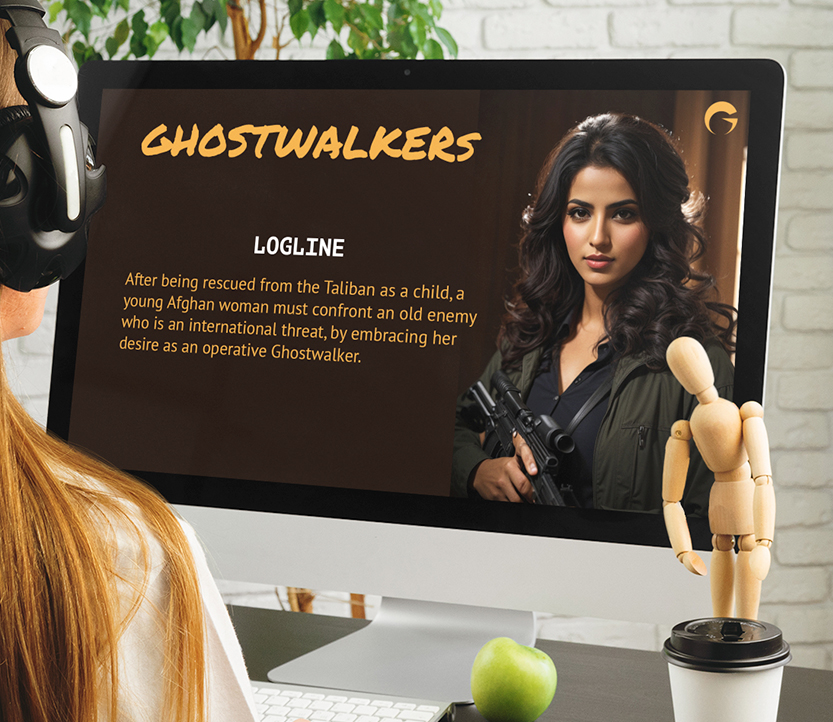 GHOSTWALKERS
LOGLINE
After being rescued from the Taliban as a child, a
young Afghan woman must confront an old enemy
who is an international threat, by embracing her
desire as an operative Ghostwalker.